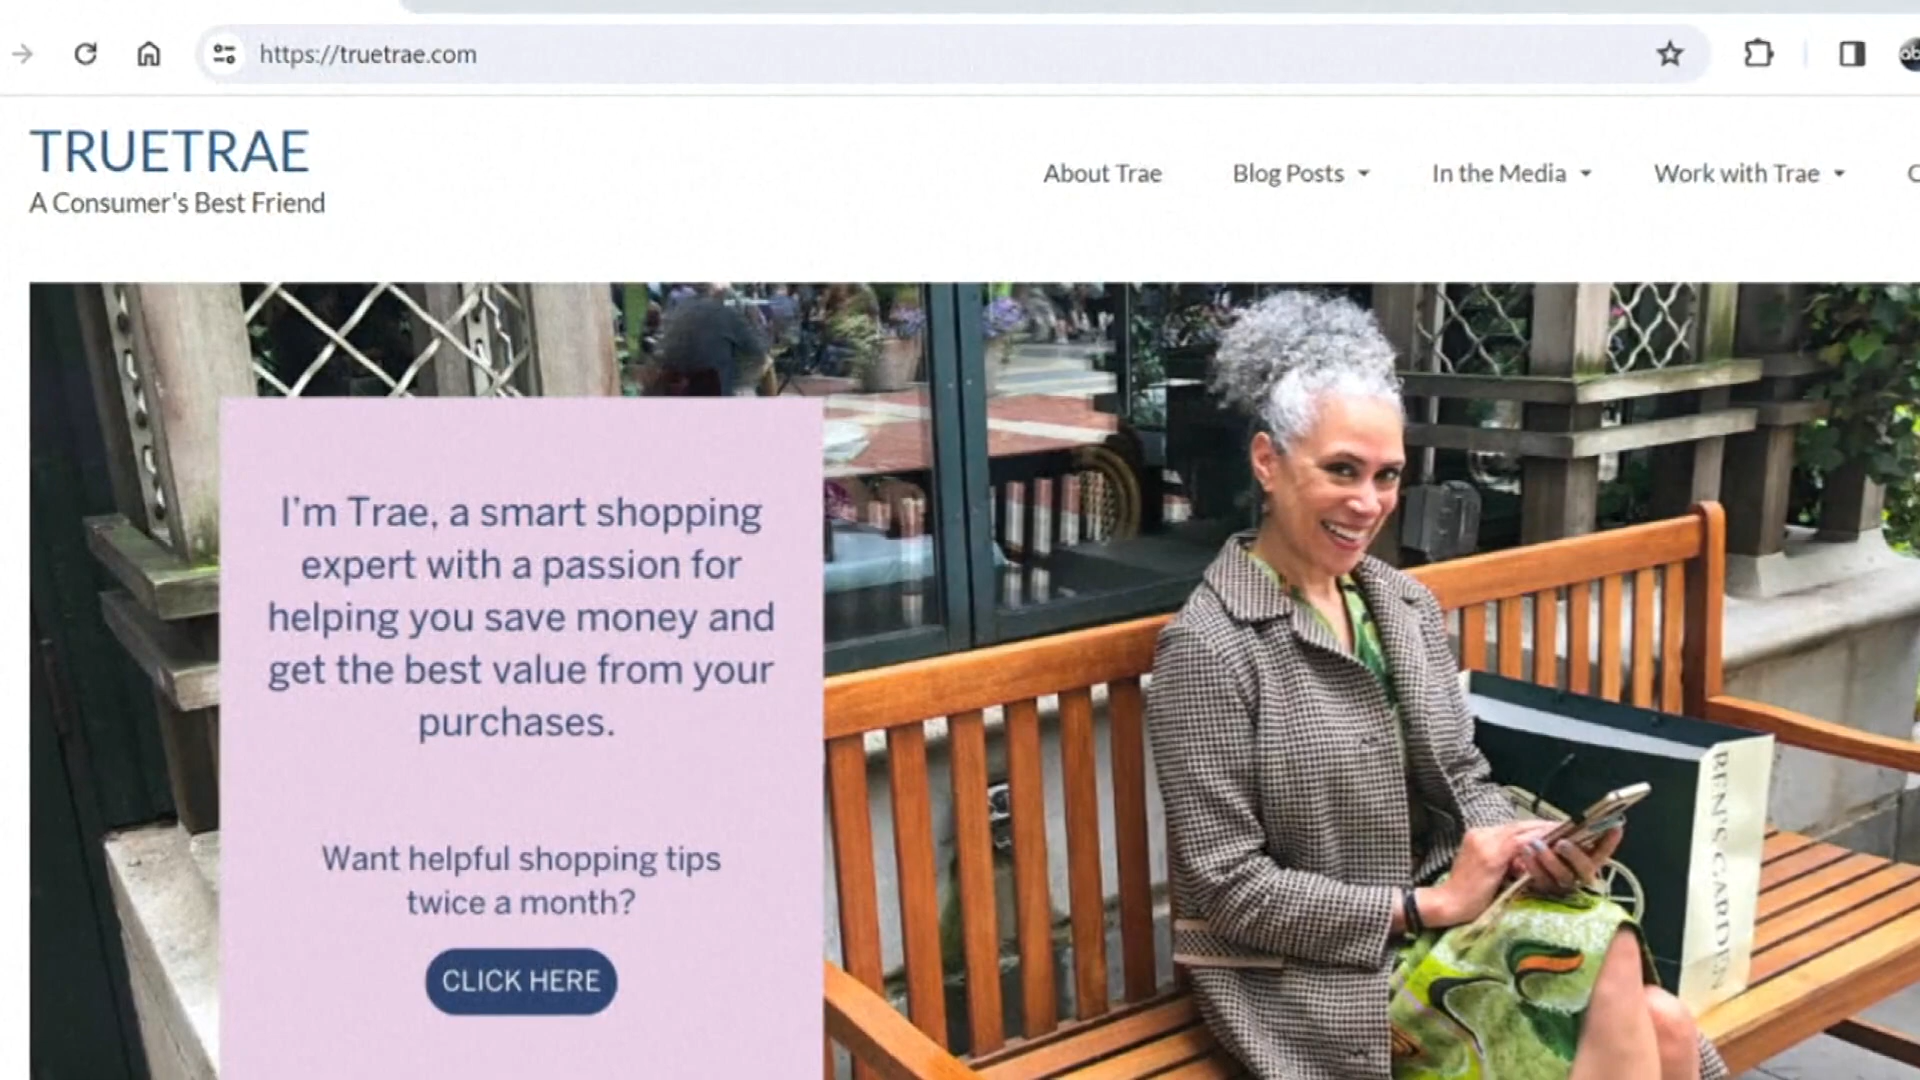 https://truetrae.com
TRUETRAE
A Consumer's Best Friend
About Trae
Blog Posts
In the Media
Work with Trae
I'm Trae, a smart shopping
expert with a passion for
helping you save money and
get the best value from your
purchases.
Want helpful shopping tips
twice a month?
CLICK HERE